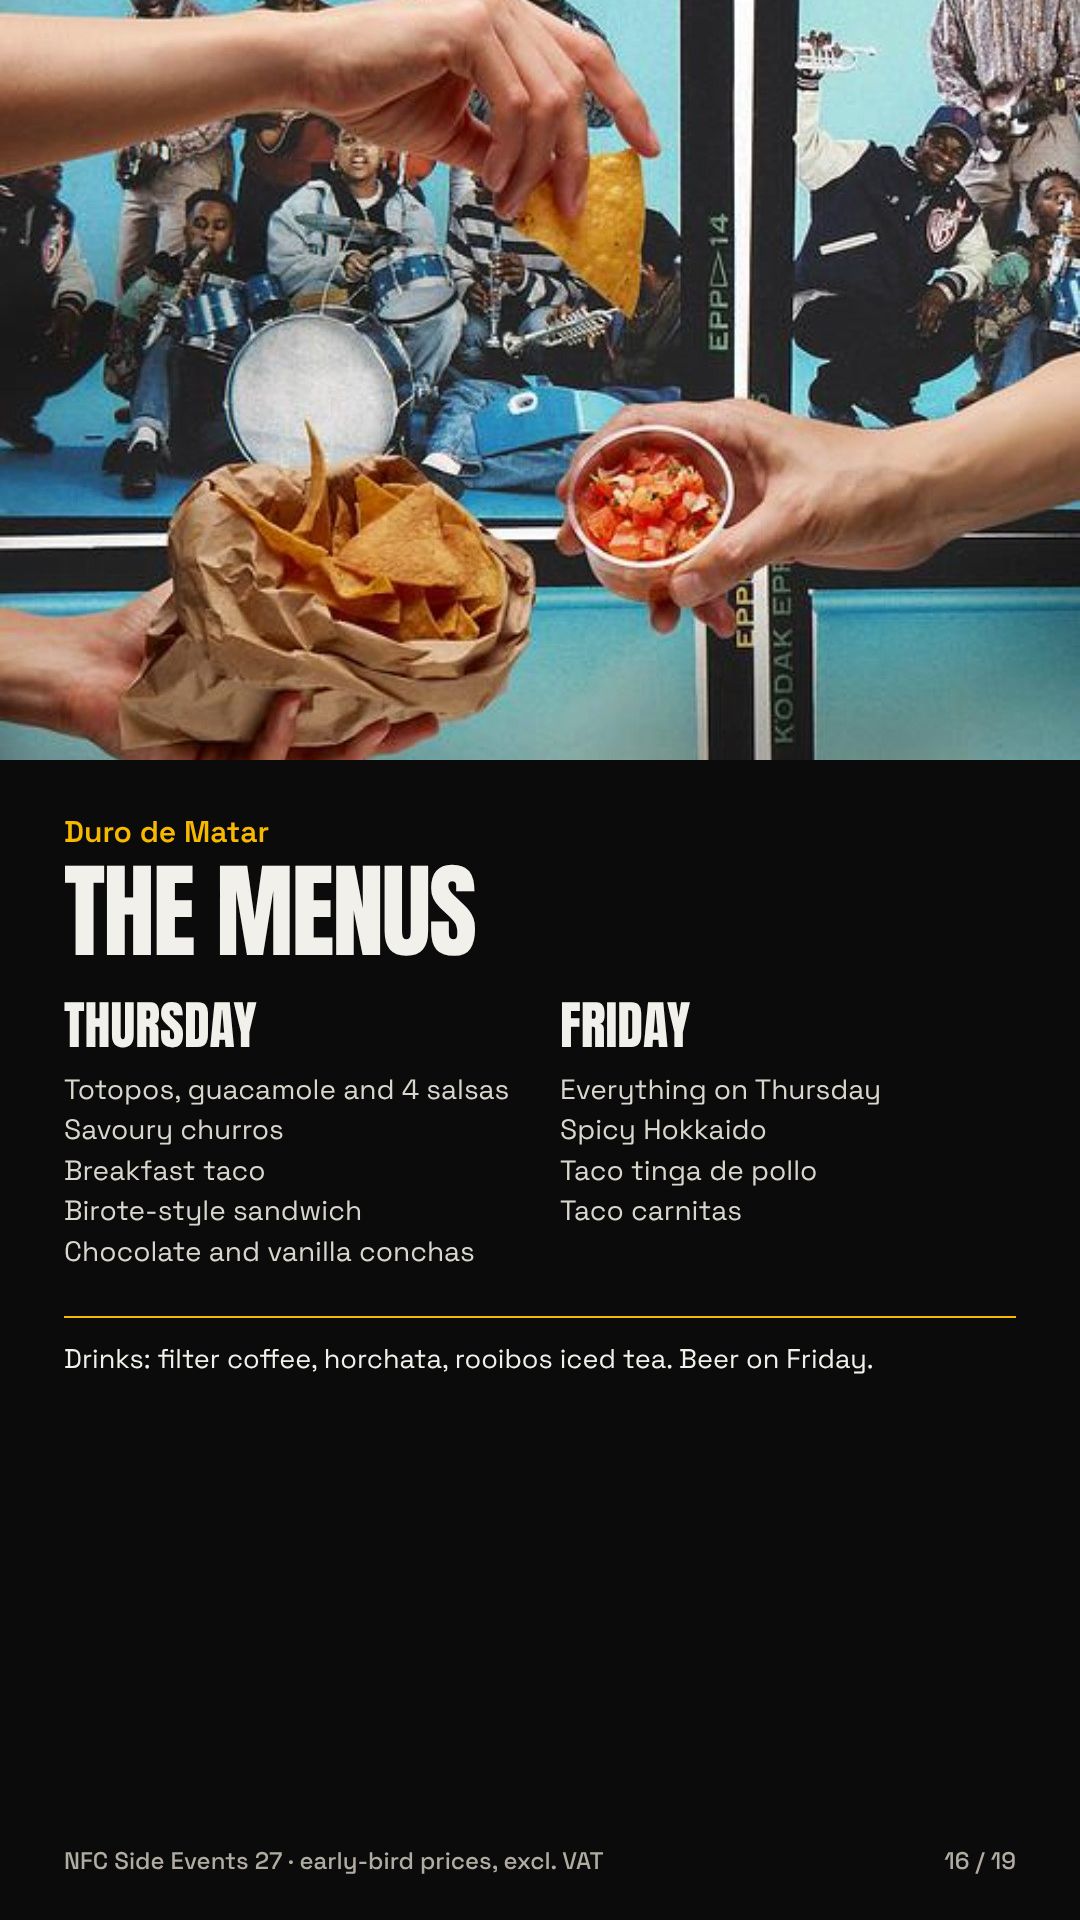 EPP▷14
EPP
KODAK EPP
Duro de Matar
THE MENUS
THURSDAY
Totopos, guacamole and 4 salsas
Savoury churros
Breakfast taco
Birote-style sandwich
Chocolate and vanilla conchas
FRIDAY
Everything on Thursday
Spicy Hokkaido
Taco tinga de pollo
Taco carnitas
Drinks: filter coffee, horchata, rooibos iced tea. Beer on Friday.
NFC Side Events 27 · early-bird prices, excl. VAT
16 / 19